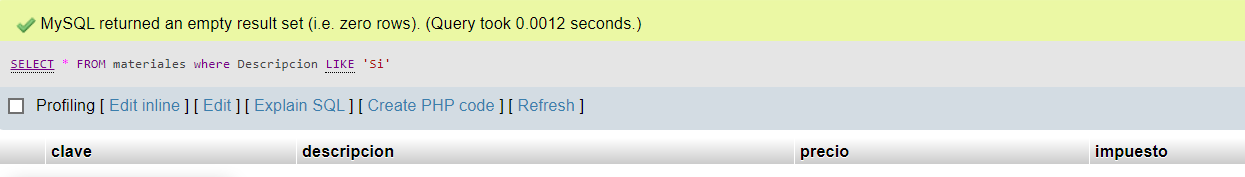 MySQL returned an empty result set (i.e. zero rows). (Query took 0.0012 seconds.)
SELECT * FROM materiales where Descripcion LIKE 'Si'
Profiling [ Edit inline ] [ Edit ] [ Explain SQL ] [ Create PHP code ] [ Refresh ]
clave descripcion precio impuesto